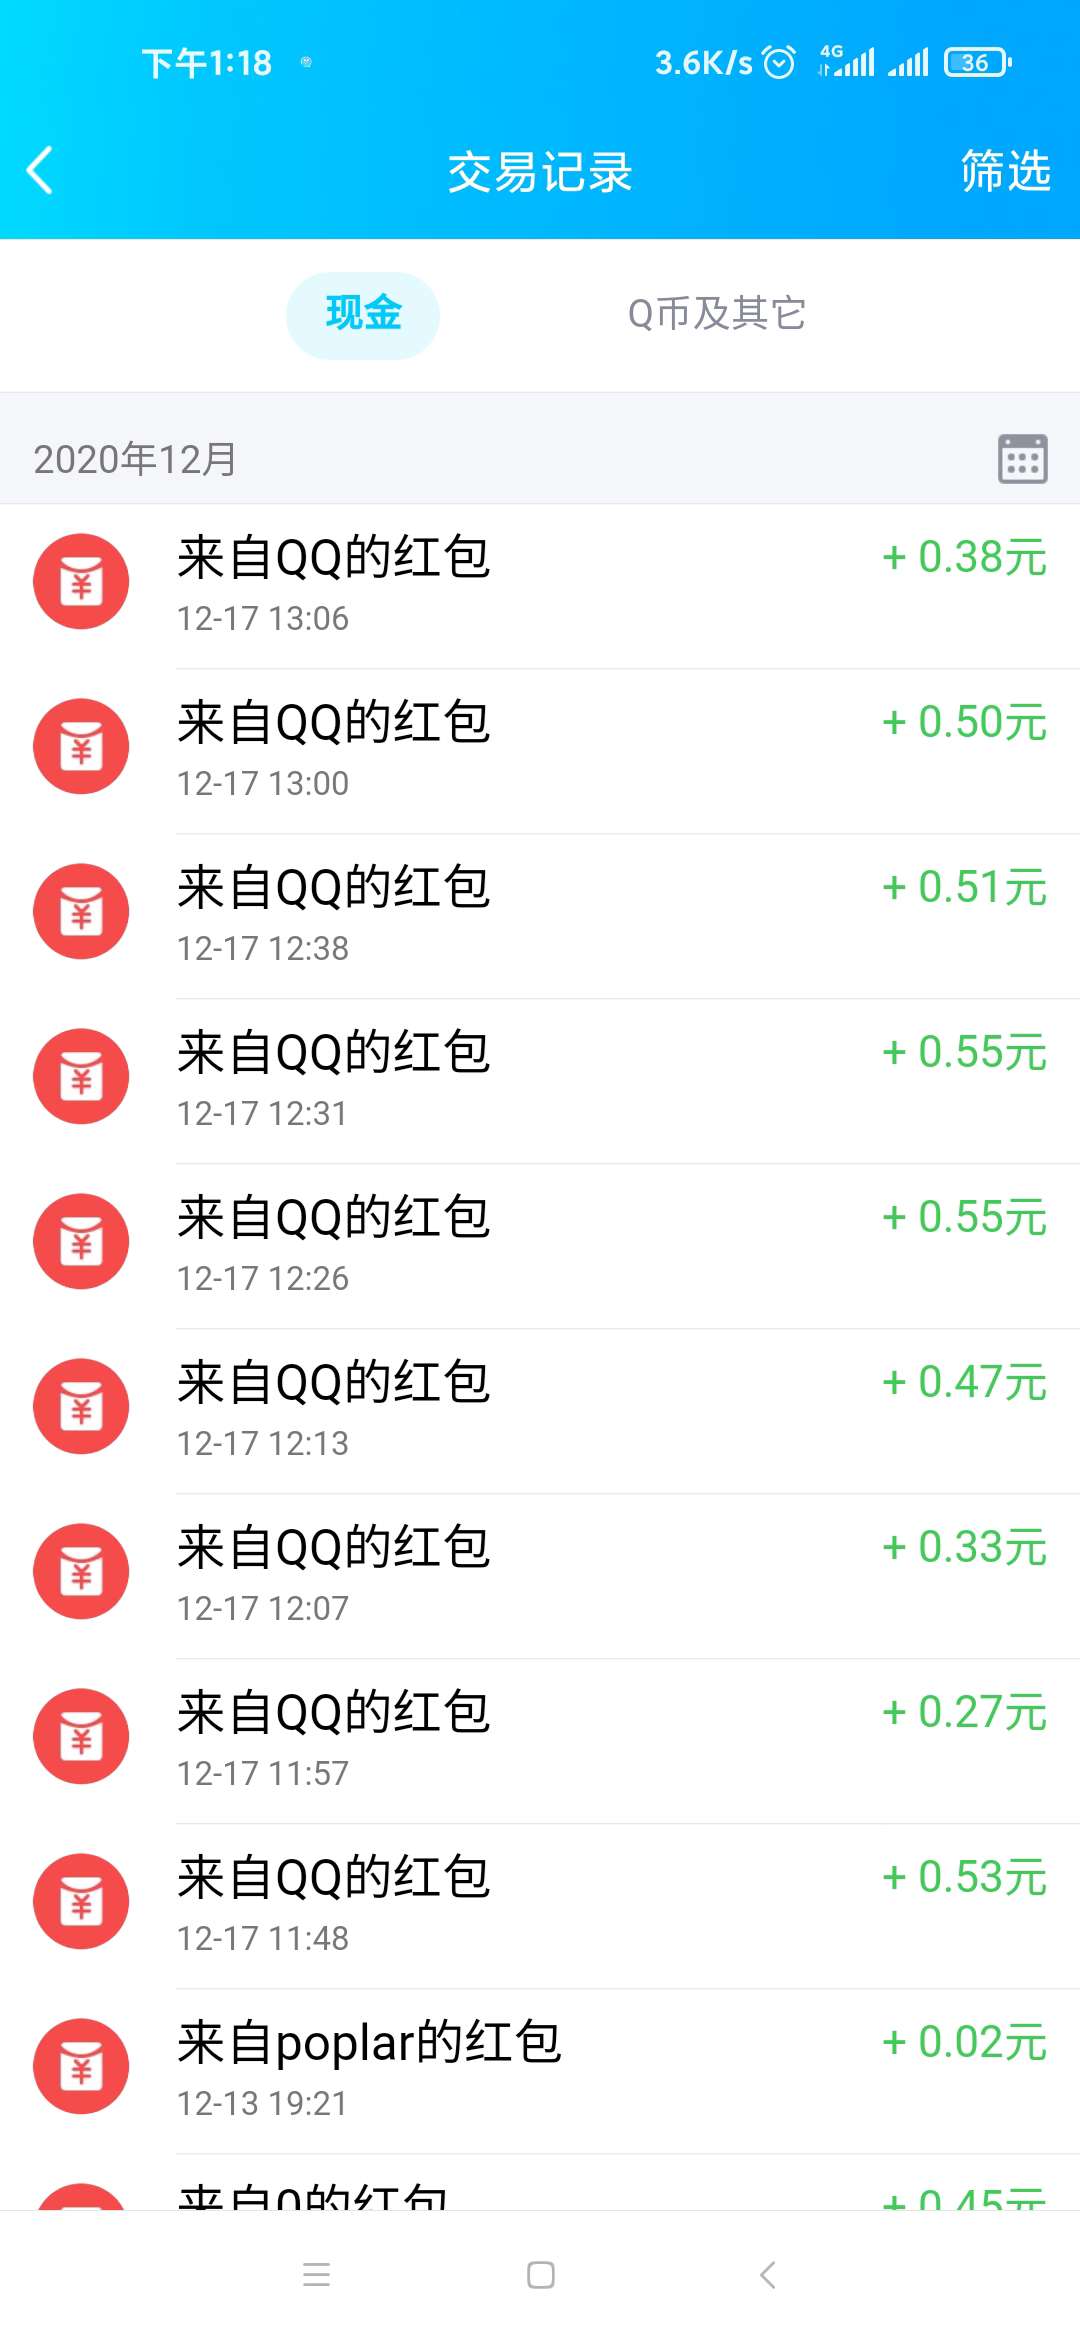 下午1:18 3.6K/s 4G 36
交易记录 筛选
现金 Q币及其它
2020年12月
来自QQ的红包 + 0.38元
12-17 13:06
来自QQ的红包 + 0.50元
12-17 13:00
来自QQ的红包 + 0.51元
12-17 12:38
来自QQ的红包 + 0.55元
12-17 12:31
来自QQ的红包 + 0.55元
12-17 12:26
来自QQ的红包 + 0.47元
12-17 12:13
来自QQ的红包 + 0.33元
12-17 12:07
来自QQ的红包 + 0.27元
12-17 11:57
来自QQ的红包 + 0.53元
12-17 11:48
来自poplar的红包 + 0.02元
12-13 19:21
来自0的红包 + 0.45元